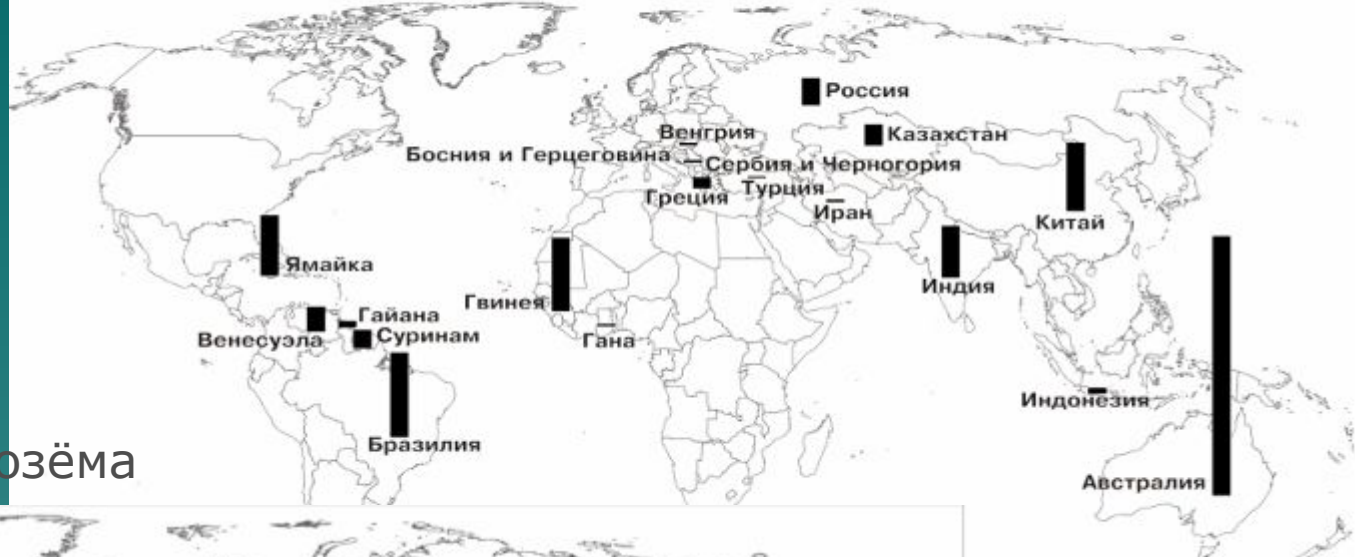 Россия
Венгрия
Казахстан
Босния и Герцеговина
Сербия и Черногория
Греция
Турция
Иран
Китай
Ямайка
Индия
Гвинея
Гайана
Венесуэла
Суринам
Гана
Индонезия
Бразилия
Австралия